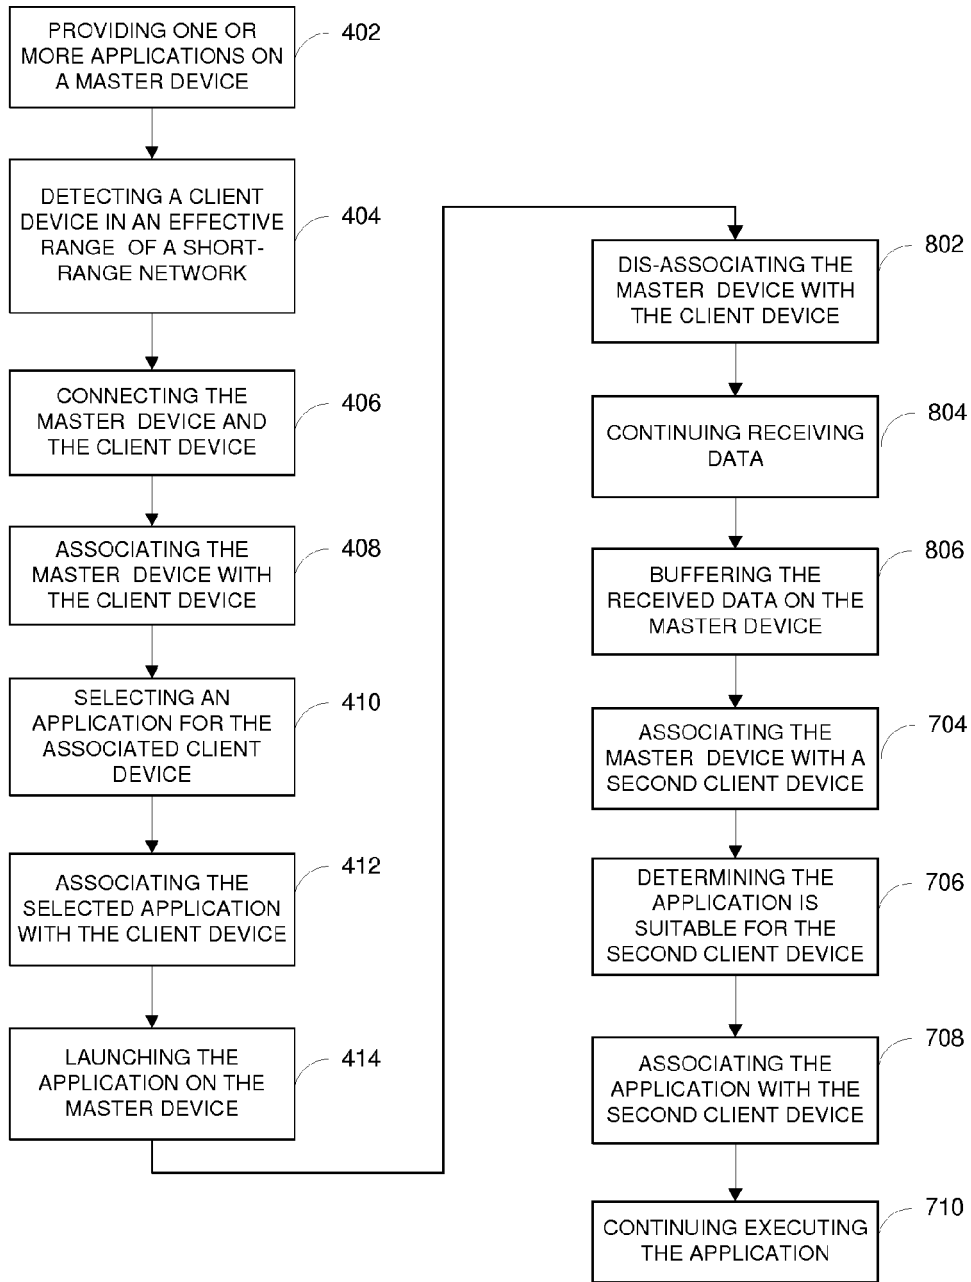 PROVIDING ONE OR
MORE APPLICATIONS ON
A MASTER DEVICE
402
DETECTING A CLIENT
DEVICE IN AN EFFECTIVE
RANGE OF A SHORT-
RANGE NETWORK
404
CONNECTING THE
MASTER DEVICE AND
THE CLIENT DEVICE
406
ASSOCIATING THE
MASTER DEVICE WITH
THE CLIENT DEVICE
408
SELECTING AN
APPLICATION FOR THE
ASSOCIATED CLIENT
DEVICE
410
ASSOCIATING THE
SELECTED APPLICATION
WITH THE CLIENT DEVICE
412
LAUNCHING THE
APPLICATION ON THE
MASTER DEVICE
414
DIS-ASSOCIATING THE
MASTER DEVICE WITH
THE CLIENT DEVICE
802
CONTINUING RECEIVING
DATA
804
BUFFERING THE
RECEIVED DATA ON THE
MASTER DEVICE
806
ASSOCIATING THE
MASTER DEVICE WITH A
SECOND CLIENT DEVICE
704
DETERMINING THE
APPLICATION IS
SUITABLE FOR THE
SECOND CLIENT DEVICE
706
ASSOCIATING THE
APPLICATION WITH THE
SECOND CLIENT DEVICE
708
CONTINUING EXECUTING
THE APPLICATION
710